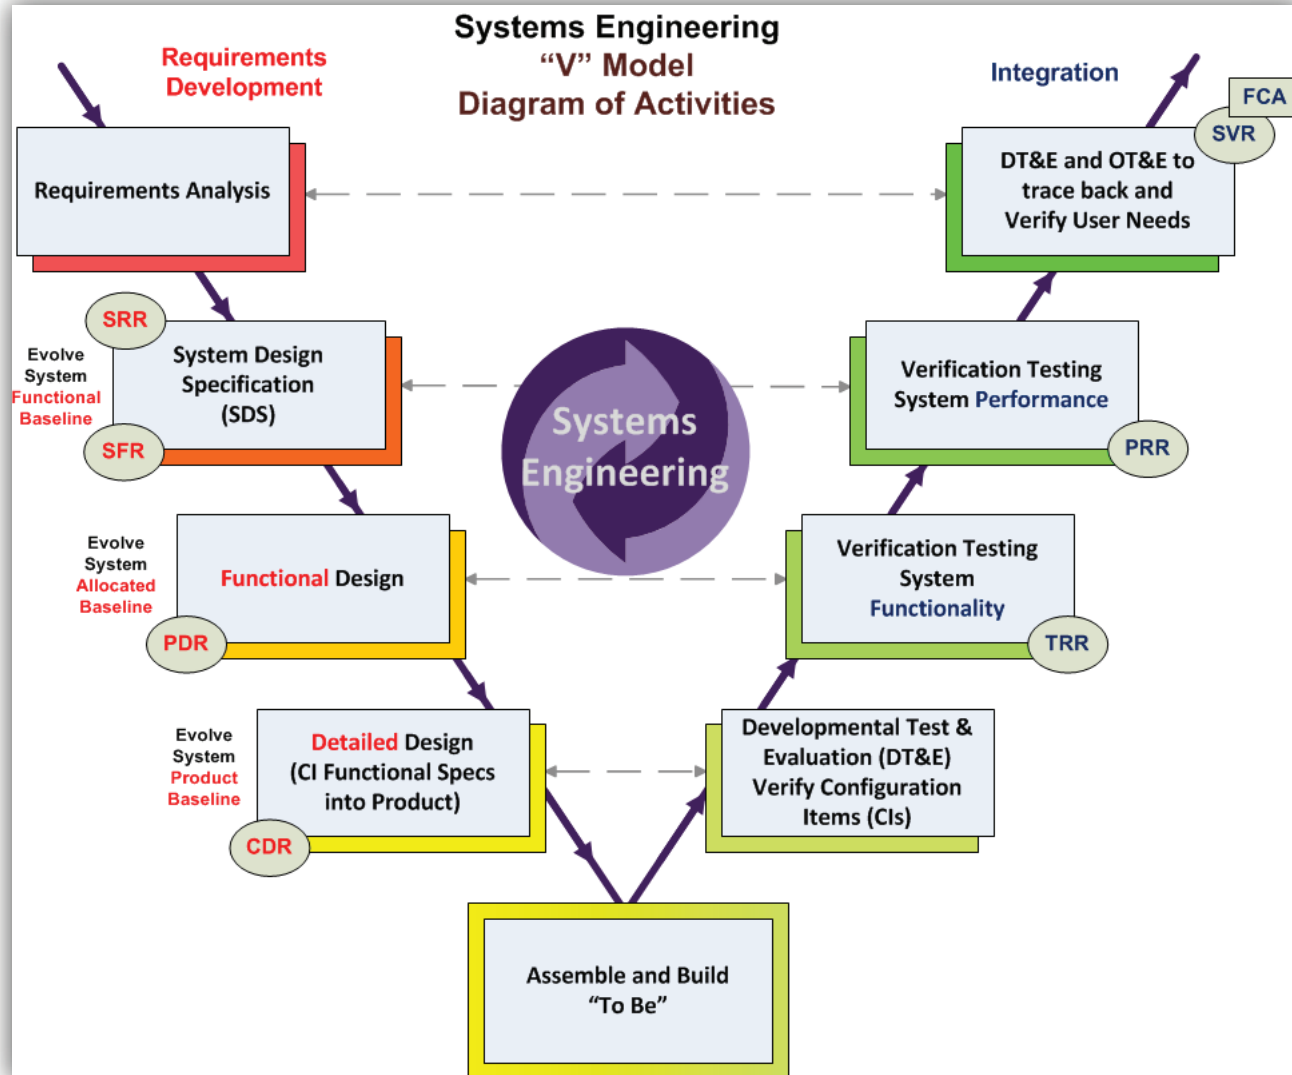 Systems Engineering
“V” Model
Diagram of Activities
Requirements
Development
Integration
FCA
SVR
Requirements Analysis
DT&E and OT&E to
trace back and
Verify User Needs
SRR
Evolve
System
Functional
Baseline
System Design
Specification
(SDS)
SFR
Systems
Engineering
Verification Testing
System Performance
PRR
Evolve
System
Allocated
Baseline
Functional Design
PDR
Verification Testing
System
Functionality
TRR
Evolve
System
Product
Baseline
Detailed Design
(CI Functional Specs
into Product)
CDR
Developmental Test &
Evaluation (DT&E)
Verify Configuration
Items (CIs)
Assemble and Build
“To Be”